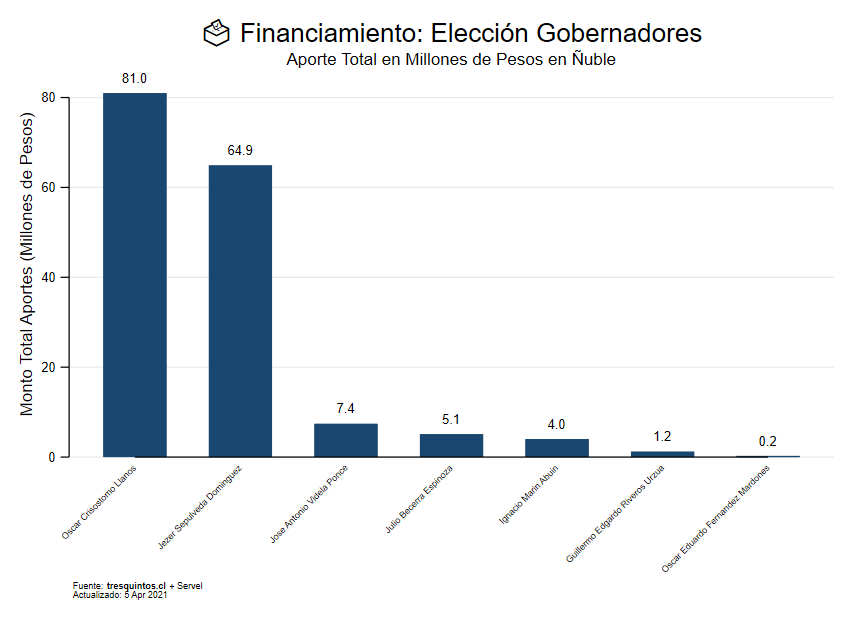 Financiamiento: Elección Gobernadores
Aporte Total en Millones de Pesos en Ñuble
Monto Total Aportes (Millones de Pesos)
80
60
40
20
0
81.0
64.9
7.4
5.1
4.0
1.2
0.2
Oscar Crisostomo Llanos
Jezer Sepulveda Dominguez
Jose Antonio Videla Ponce
Julio Becerra Espinoza
Ignacio Marin Abuin
Guillermo Edgardo Riveros Urzua
Oscar Eduardo Fernandez Mardones
Fuente: tresquintos.cl + Servel
Actualizado: 5 Apr 2021